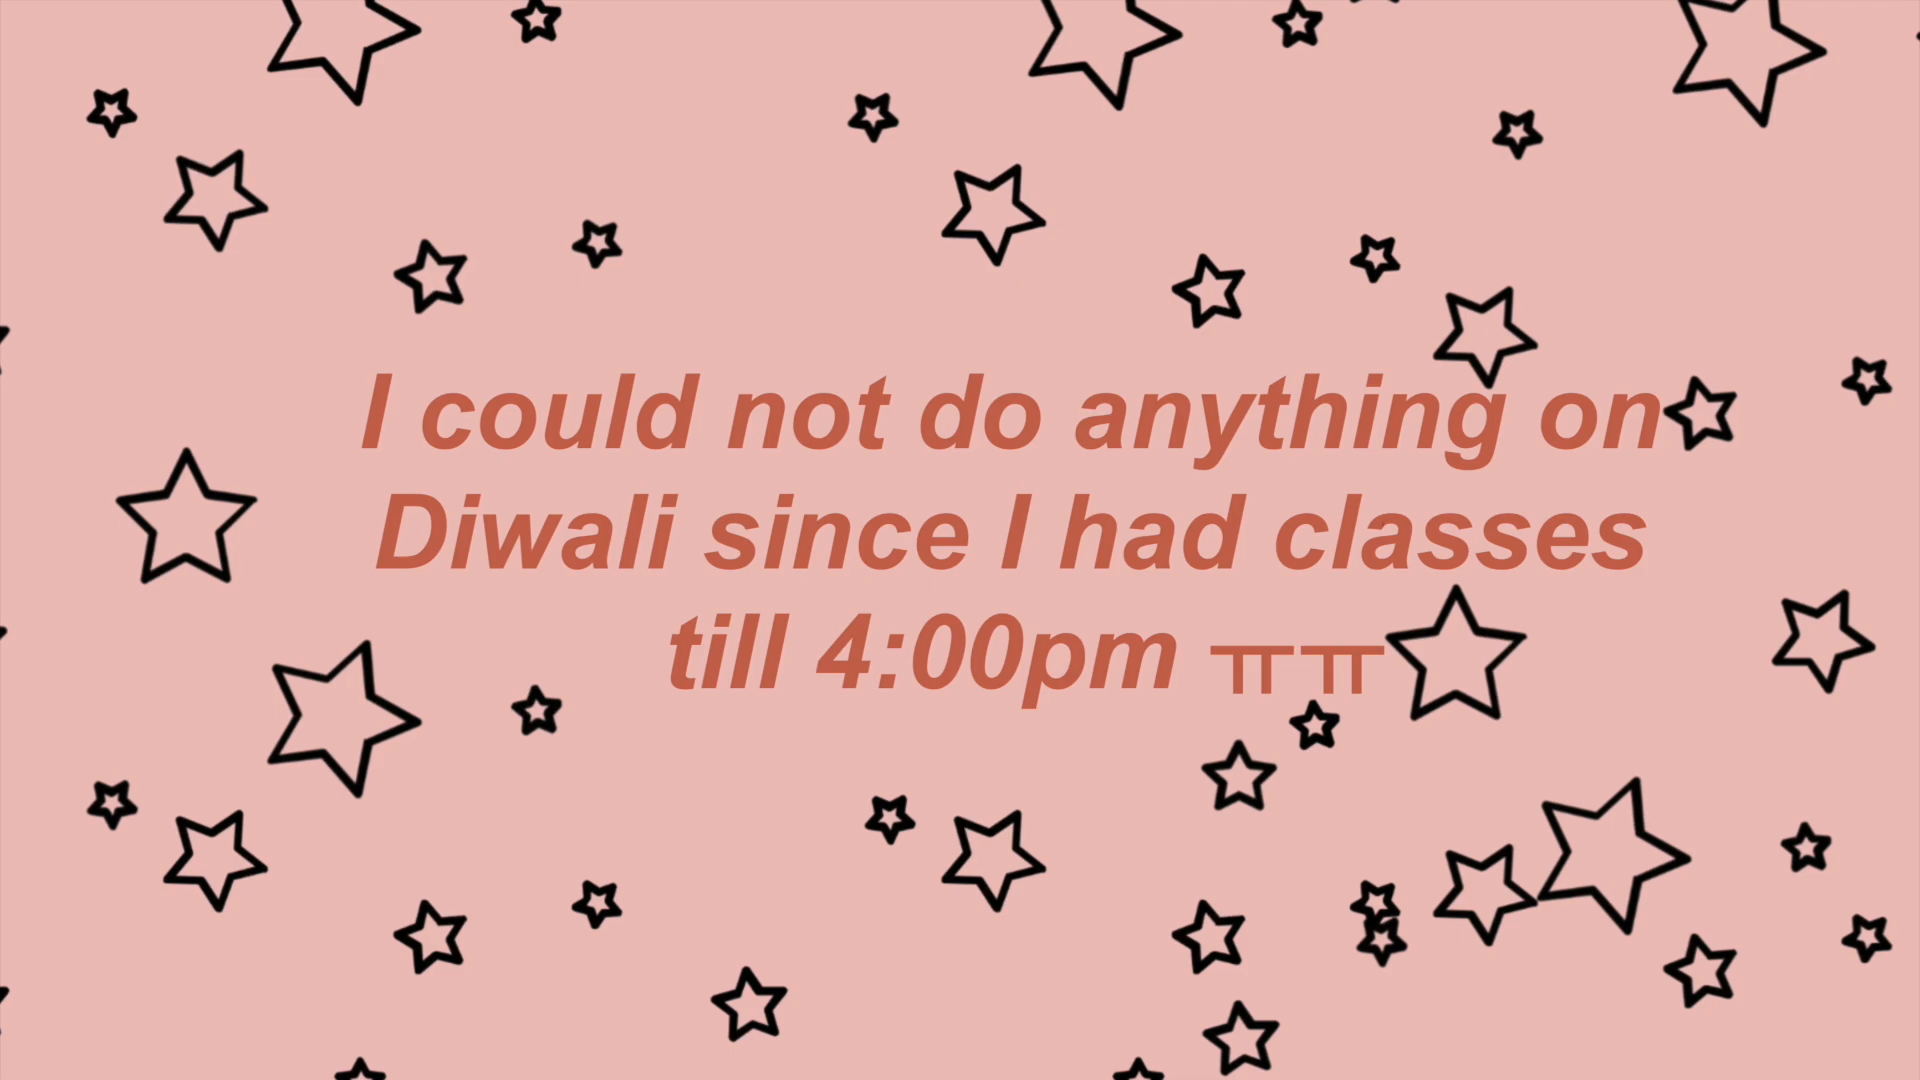 I could not do anything on
Diwali since I had classes
till 4:00pm ㅠㅠ